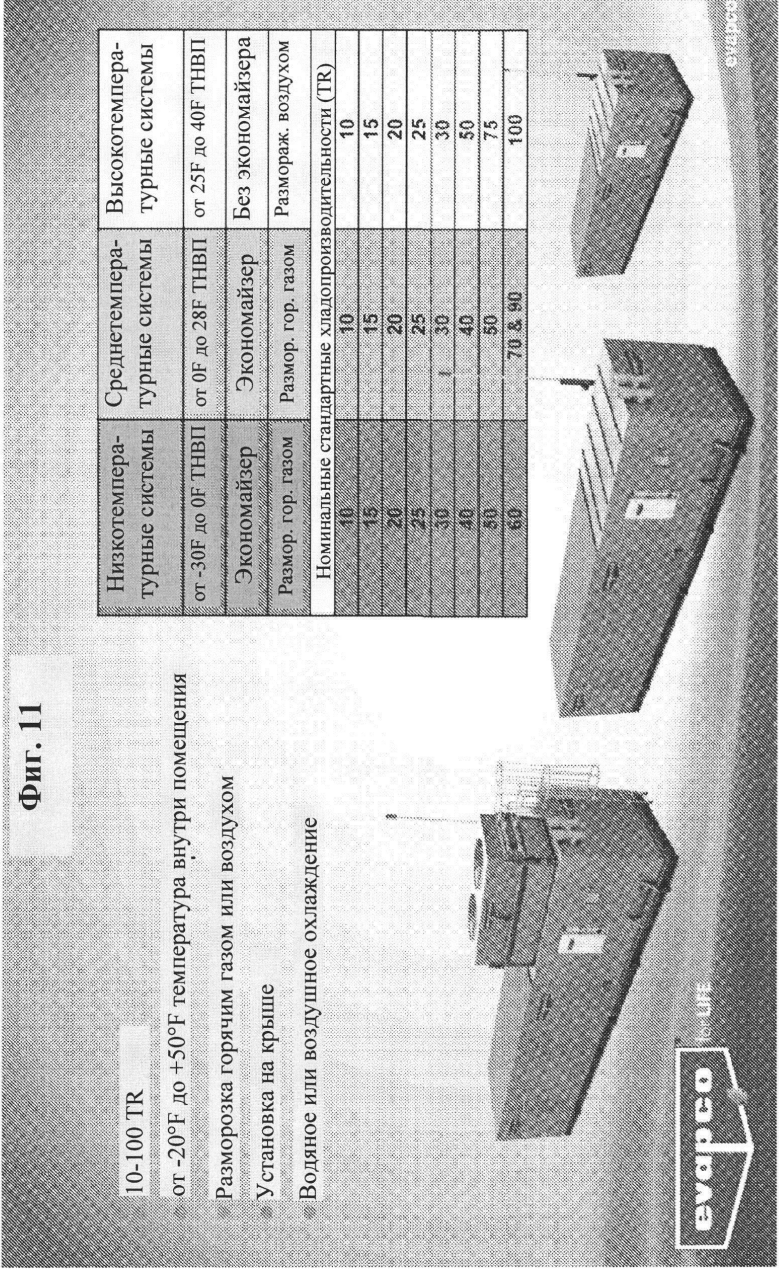 Фиг. 11
10-100 TR
от -20°F до +50°F температура внутри помещения
Разморозка горячим газом или воздухом
Установка на крыше
Водяное или воздушное охлаждение
Низкотемпера- Среднетемпера- Высокотемпера-
турные системы турные системы турные системы
от -30F до 0F ТНВП от 0F до 28F ТНВП от 25F до 40F ТНВП
Экономайзер Экономайзер Без экономайзера
Размор. гор. газом Размор. гор. газом Размораж. воздухом
Номинальные стандартные хладопроизводительности (TR)
10 10 10
15 15 15
20 20 20
25 25 25
30 30 30
40 40 50
50 50 75
60 70 & 90 100
evapco for LIFE
evapco